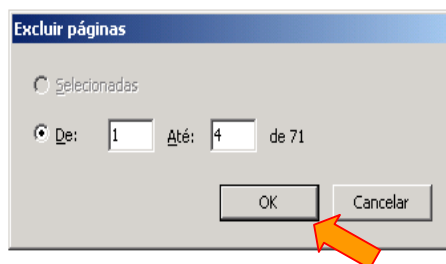 Excluir páginas
Selecionadas
De: 1 Até: 4 de 71
OK Cancelar